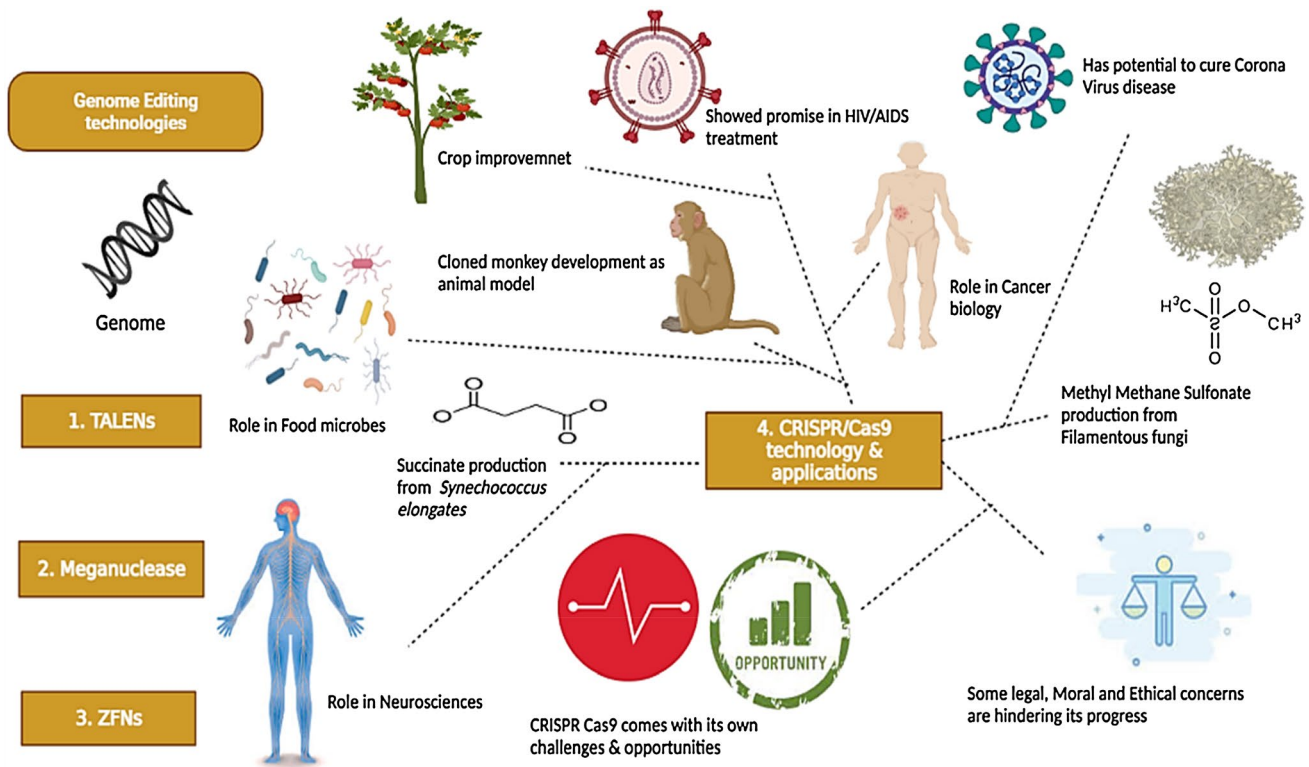 Genome Editing
technologies
Genome
1. TALENs
2. Meganuclease
3. ZFNs
Crop improvemnet
Showed promise in HIV/AIDS
treatment
Has potential to cure Corona
Virus disease
Cloned monkey development as
animal model
Role in Cancer
biology
Role in Food microbes
O
O
O
O
Succinate production
from Synechococcus
elongates
4. CRISPR/Cas9
technology &
applications
H3C
O
S
O
O
CH3
Methyl Methane Sulfonate
production from
Filamentous fungi
Role in Neurosciences
OPPORTUNITY
CRISPR Cas9 comes with its own
challenges & opportunities
Some legal, Moral and Ethical concerns
are hindering its progress